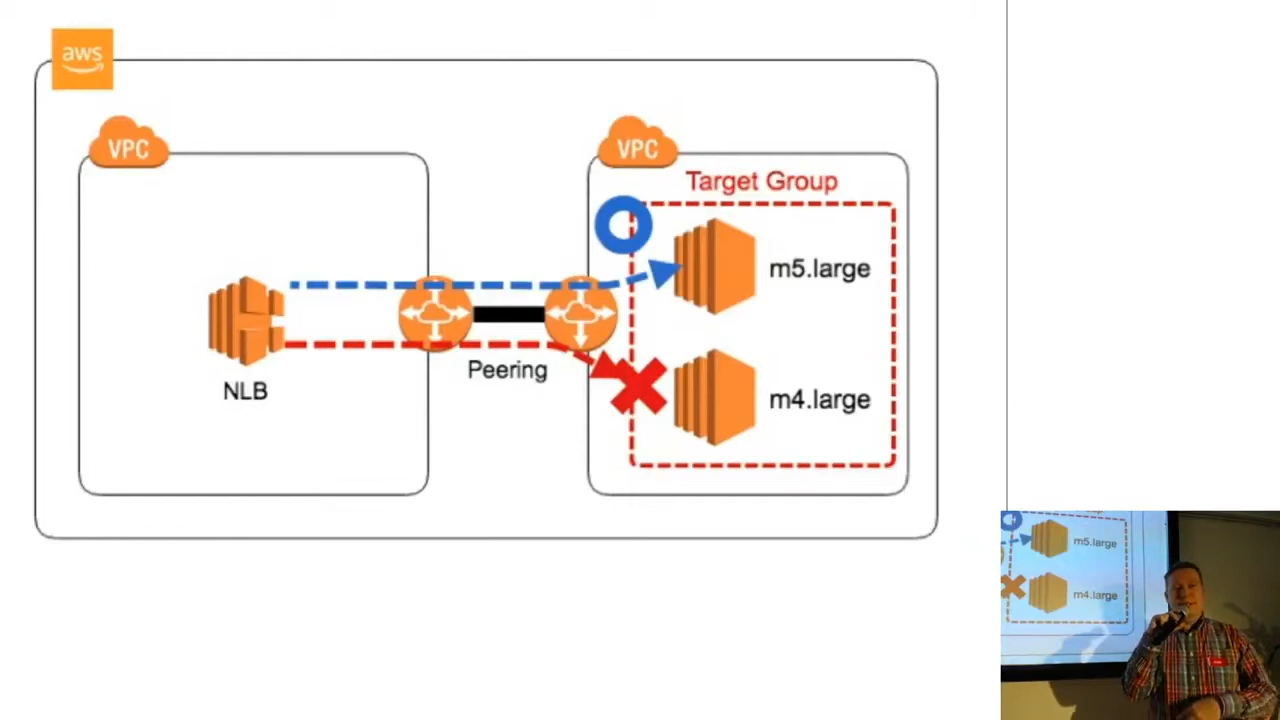 aws
VPC
VPC
Target Group
m5.large
NLB
Peering
m4.large
m5.large
m4.large